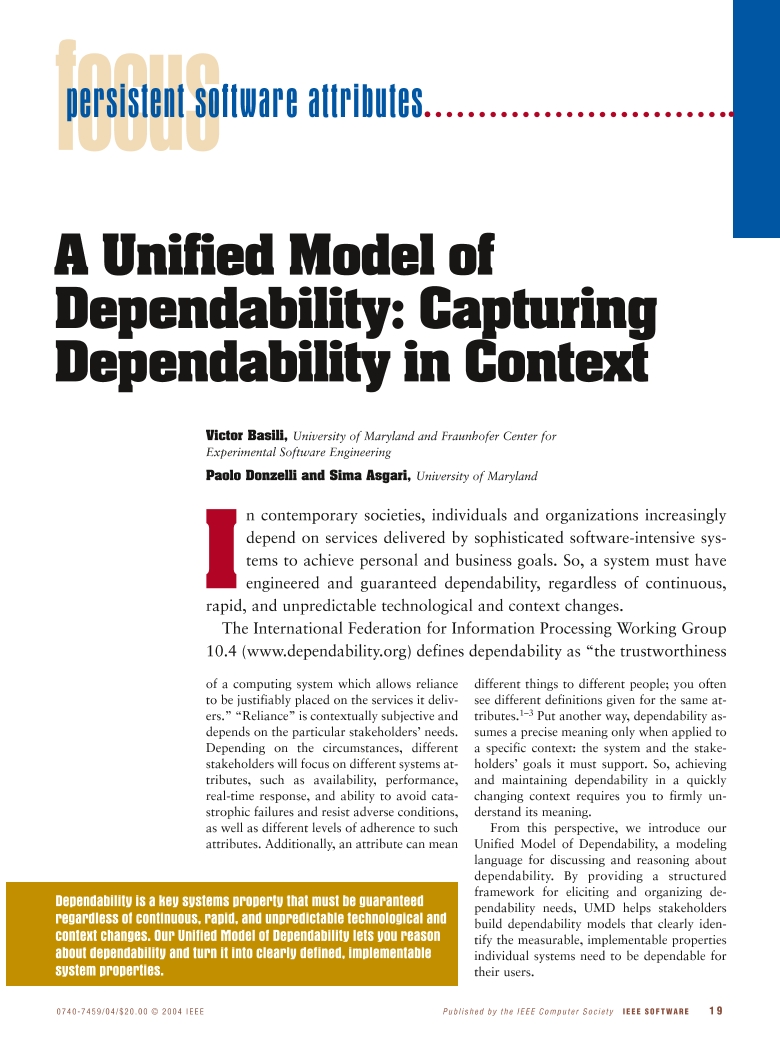 focus
persistent software attributes
A Unified Model of
Dependability: Capturing
Dependability in Context
Victor Basili, University of Maryland and Fraunhofer Center for
Experimental Software Engineering
Paolo Donzelli and Sima Asgari, University of Maryland
In contemporary societies, individuals and organizations increasingly
depend on services delivered by sophisticated software-intensive sys-
tems to achieve personal and business goals. So, a system must have
engineered and guaranteed dependability, regardless of continuous,
rapid, and unpredictable technological and context changes.
The International Federation for Information Processing Working Group
10.4 (www.dependability.org) defines dependability as “the trustworthiness
of a computing system which allows reliance
to be justifiably placed on the services it deliv-
ers.” “Reliance” is contextually subjective and
depends on the particular stakeholders’ needs.
Depending on the circumstances, different
stakeholders will focus on different systems at-
tributes, such as availability, performance,
real-time response, and ability to avoid cata-
strophic failures and resist adverse conditions,
as well as different levels of adherence to such
attributes. Additionally, an attribute can mean
different things to different people; you often
see different definitions given for the same at-
tributes.1–3 Put another way, dependability as-
sumes a precise meaning only when applied to
a specific context: the system and the stake-
holders’ goals it must support. So, achieving
and maintaining dependability in a quickly
changing context requires you to firmly un-
derstand its meaning.
From this perspective, we introduce our
Unified Model of Dependability, a modeling
language for discussing and reasoning about
dependability. By providing a structured
framework for eliciting and organizing de-
pendability needs, UMD helps stakeholders
build dependability models that clearly iden-
tify the measurable, implementable properties
individual systems need to be dependable for
their users.
Dependability is a key systems property that must be guaranteed
regardless of continuous, rapid, and unpredictable technological and
context changes. Our Unified Model of Dependability lets you reason
about dependability and turn it into clearly defined, implementable
system properties.
0740-7459/04/$20.00 © 2004 IEEE
Published by the IEEE Computer Society IEEE SOFTWARE 19